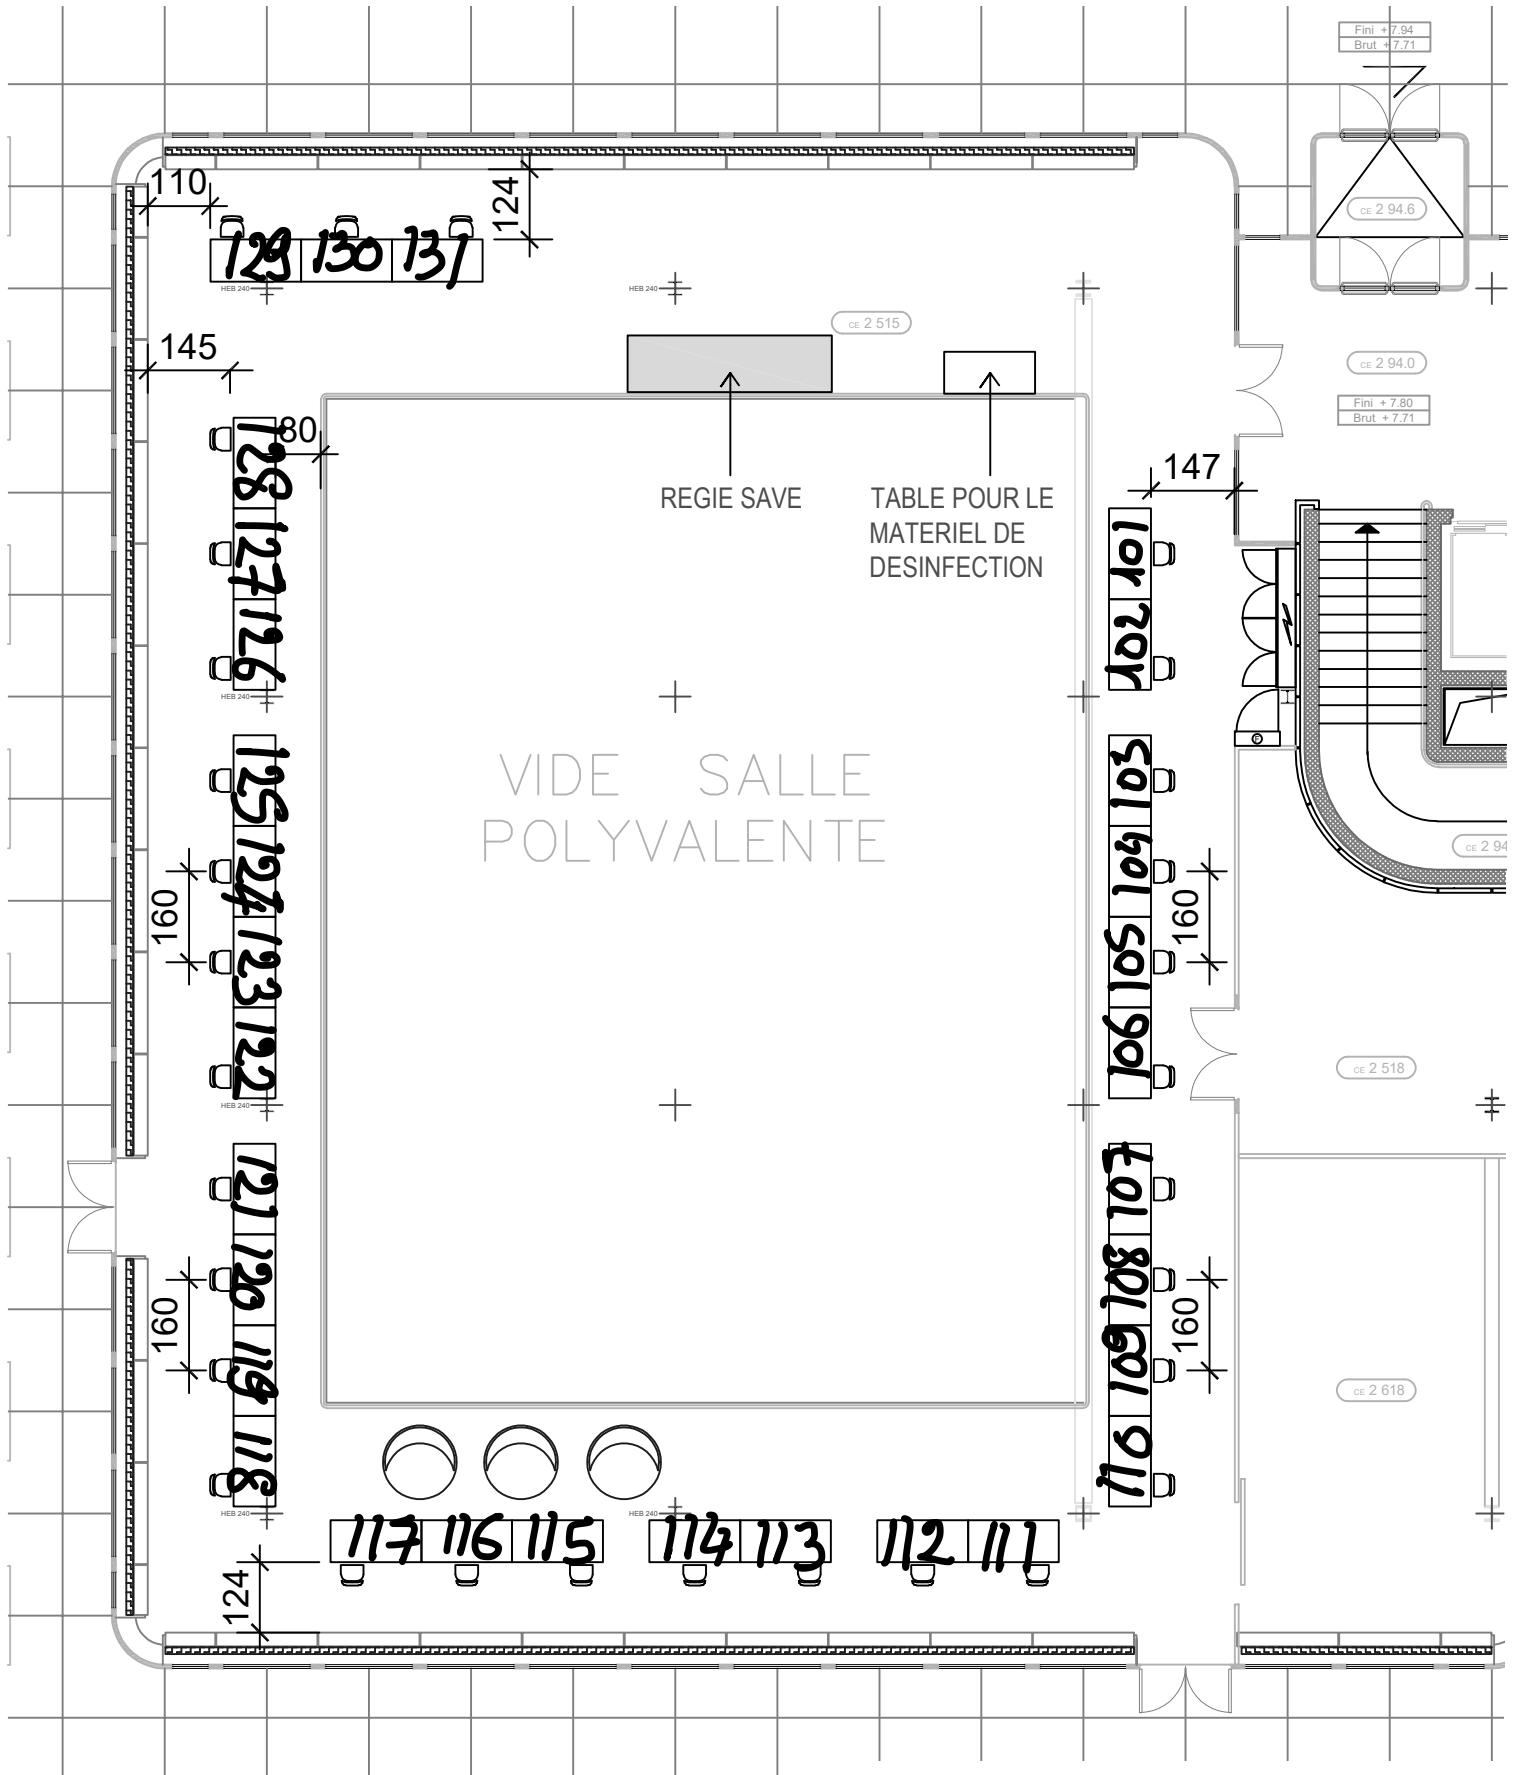 Fini + 7.94
Brut + 7.71
110
124
CE 2 94.6
129 130 131
HEB 240
HEB 240
CE 2 515
145
CE 2 94.0
Fini + 7.80
Brut + 7.71
80
128
147
REGIE SAVE
TABLE POUR LE
MATERIEL DE
DESINFECTION
101
127
102
126
HEB 240
F
VIDE SALLE
POLYVALENTE
125
103
CE 2 94
124
104
160
160
123
105
122
106
HEB 240
CE 2 518
121
107
120
108
160
160
119
109
CE 2 618
118
110
HEB 240
HEB 240
117 116 115 114 113 112 111
124